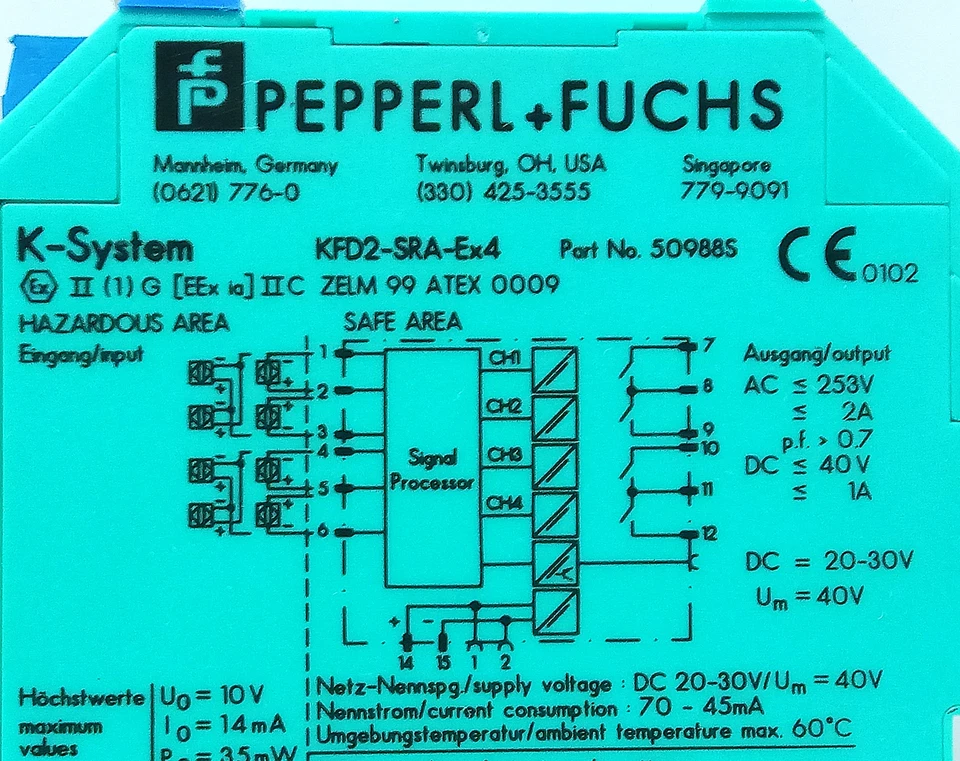 fp PEPPERL+FUCHS
Mannheim, Germany Twinsburg, OH, USA Singapore
(0621) 776-0 (330) 425-3555 779-9091
K-System KFD2-SRA-Ex4 Part No. 50988S CE 0102
Ex II (1) G [EEx ia] IIC ZELM 99 ATEX 0009
HAZARDOUS AREA SAFE AREA
Eingang/input
1
2
3
4
5
6
- +
+ -
- +
+ -
- +
+ -
- +
+ -
Signal
Processor
CH1
CH2
CH3
CH4
7
8
9
10
11
12
+ -
14 15 1 2
Ausgang/output
AC ≤ 253V
≤ 2A
p.f. > 0.7
DC ≤ 40V
≤ 1A
DC = 20-30V
Um = 40V
Höchstwerte
maximum
values
U0 = 10V
I0 = 14mA
P0 = 35mW
Netz-Nennspg./supply voltage : DC 20-30V/Um = 40V
Nennstrom/current consumption : 70 - 45mA
Umgebungstemperatur/ambient temperature max. 60°C